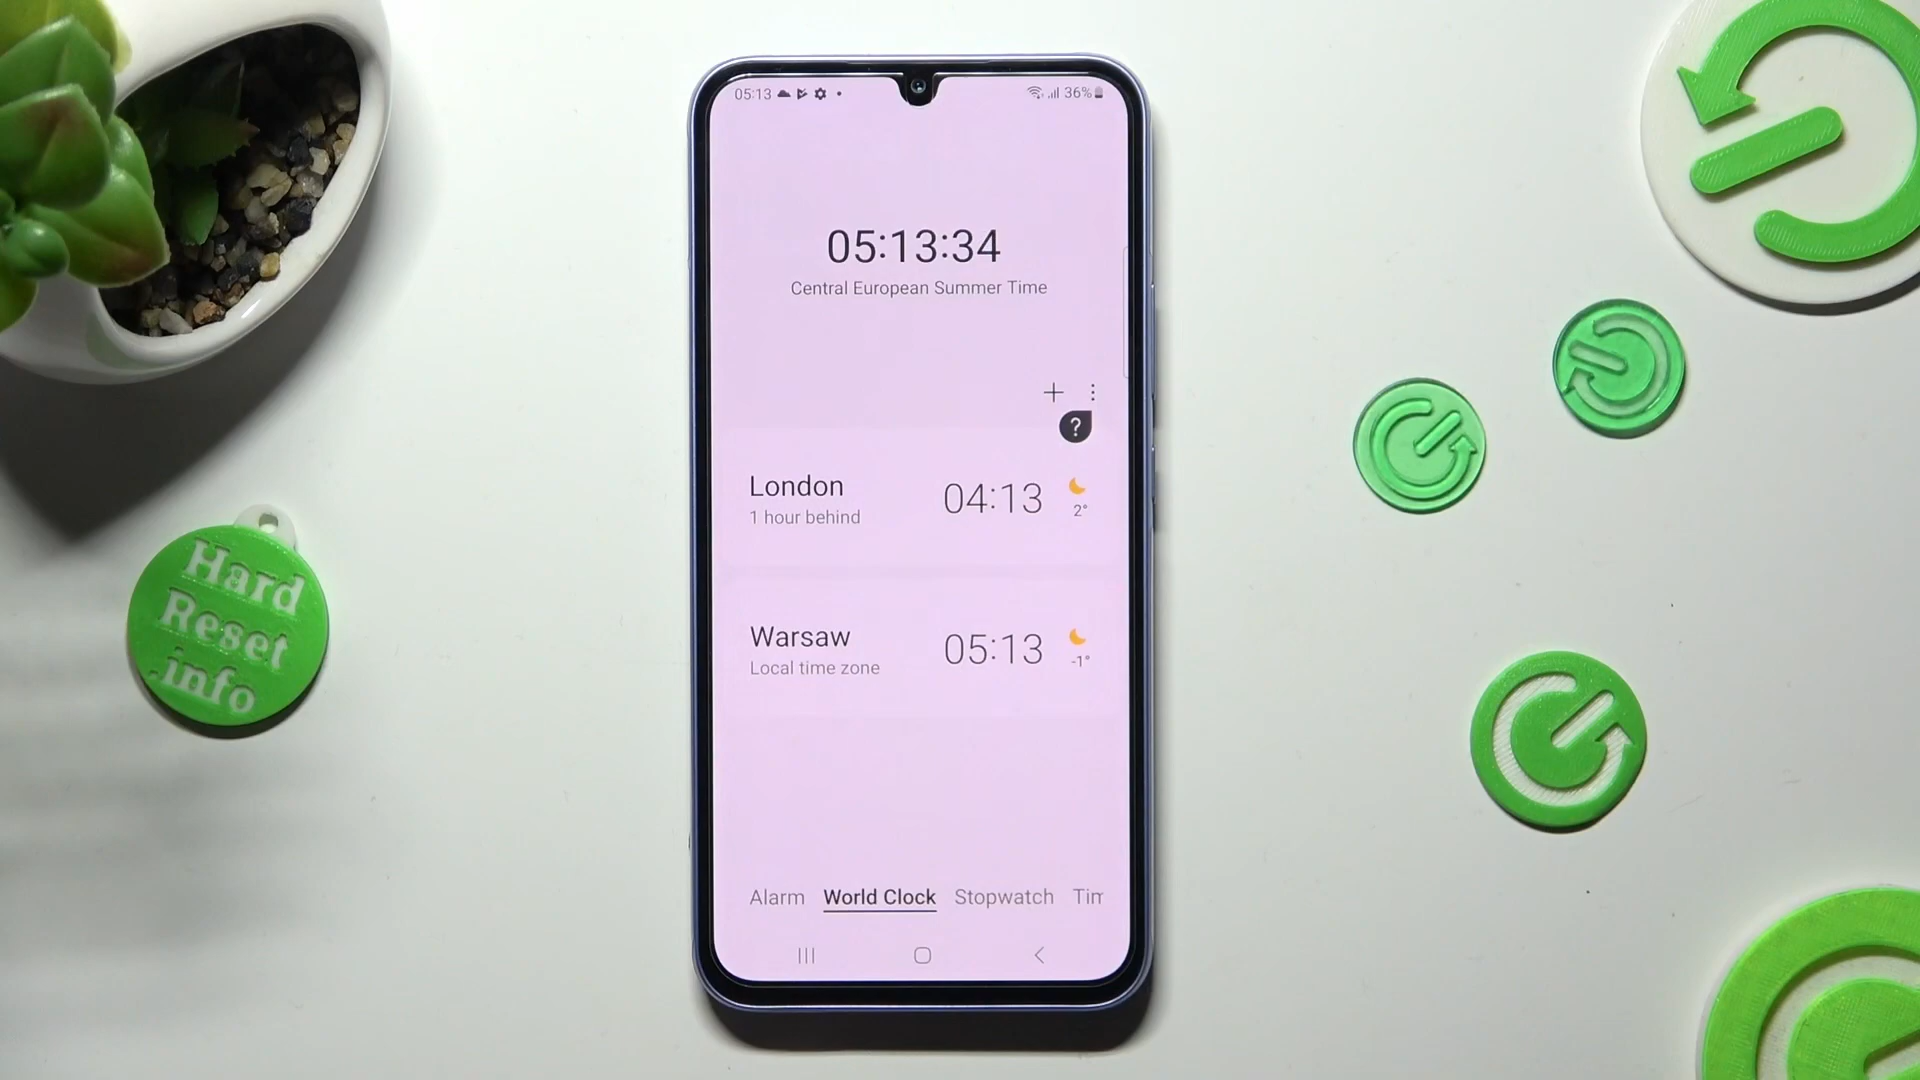 05:13
36%
05:13:34
Central European Summer Time
?
London
04:13
1 hour behind
2°
Warsaw
05:13
Local time zone
-1°
Alarm World Clock Stopwatch Tim
Hard
Reset
.info